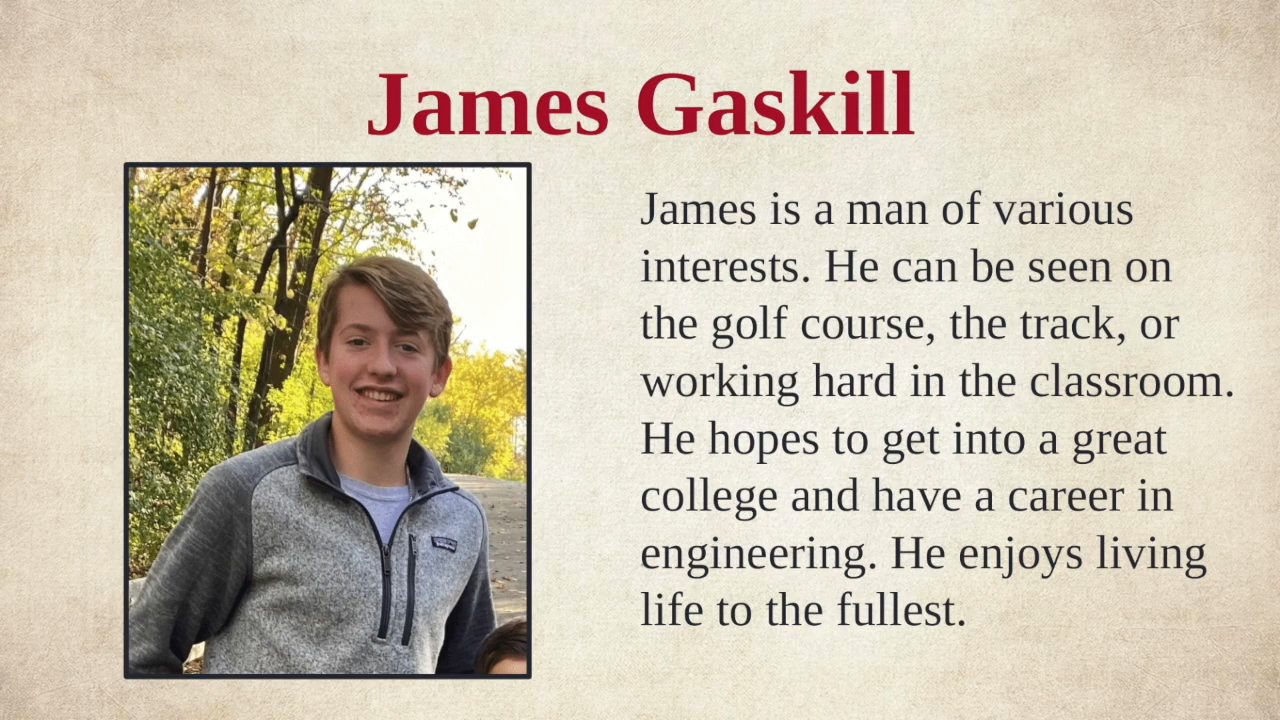 James Gaskill
James is a man of various
interests. He can be seen on
the golf course, the track, or
working hard in the classroom.
He hopes to get into a great
college and have a career in
engineering. He enjoys living
life to the fullest.